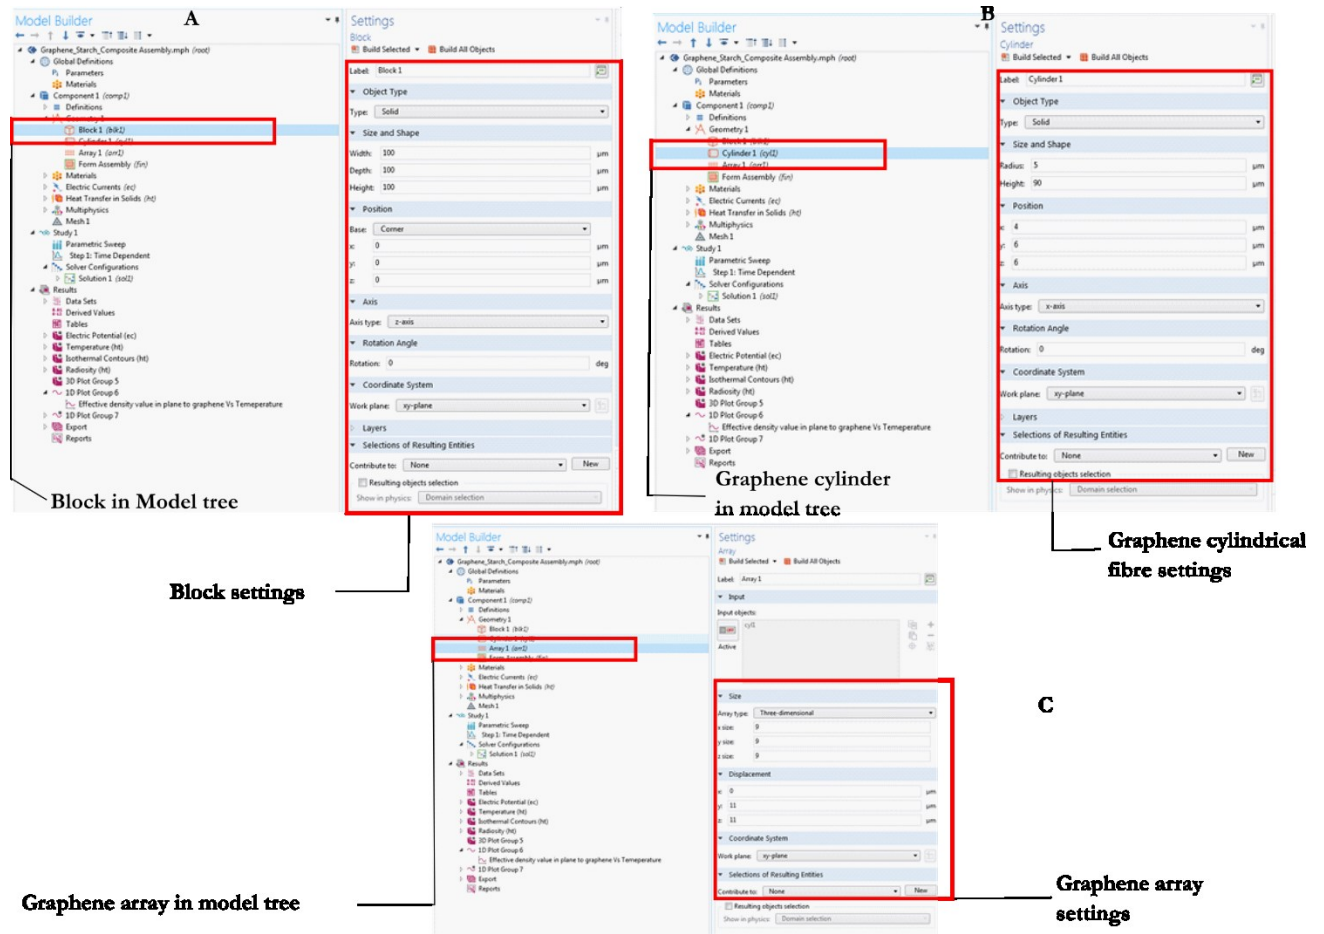 A
Model Builder
Graphene_Starch_Composite Assembly.mph (root)
Global Definitions
Parameters
Materials
Component 1 (comp1)
Definitions
Geometry 1
Block 1 (blk1)
Cylinder 1 (cyl1)
Array 1 (arr1)
Form Assembly (fin)
Materials
Electric Currents (ec)
Heat Transfer in Solids (ht)
Multiphysics
Mesh 1
Study 1
Parametric Sweep
Step 1: Time Dependent
Solver Configurations
Solution 1 (sol1)
Results
Data Sets
Derived Values
Tables
Electric Potential (ec)
Temperature (ht)
Isothermal Contours (ht)
Radiosity (ht)
3D Plot Group 5
1D Plot Group 6
Effective density value in plane to graphene Vs Temeperature
1D Plot Group 7
Export
Reports
Block in Model tree
Settings
Block
Build Selected Build All Objects
Label: Block 1
Object Type
Type: Solid
Size and Shape
Width: 100 µm
Depth: 100 µm
Height: 100 µm
Position
Base: Corner
x: 0 µm
y: 0 µm
z: 0 µm
Axis
Axis type: z-axis
Rotation Angle
Rotation: 0 deg
Coordinate System
Work plane: xy-plane
Layers
Selections of Resulting Entities
Contribute to: None New
Resulting objects selection
Show in physics: Domain selection
Block settings
B
Model Builder
Graphene_Starch_Composite Assembly.mph (root)
Global Definitions
Parameters
Materials
Component 1 (comp1)
Definitions
Geometry 1
Block 1 (blk1)
Cylinder 1 (cyl1)
Array 1 (arr1)
Form Assembly (fin)
Materials
Electric Currents (ec)
Heat Transfer in Solids (ht)
Multiphysics
Mesh 1
Study 1
Parametric Sweep
Step 1: Time Dependent
Solver Configurations
Solution 1 (sol1)
Results
Data Sets
Derived Values
Tables
Electric Potential (ec)
Temperature (ht)
Isothermal Contours (ht)
Radiosity (ht)
3D Plot Group 5
1D Plot Group 6
Effective density value in plane to graphene Vs Temeperature
1D Plot Group 7
Export
Reports
Graphene cylinder
in model tree
Settings
Cylinder
Build Selected Build All Objects
Label: Cylinder 1
Object Type
Type: Solid
Size and Shape
Radius: 5 µm
Height: 90 µm
Position
x: 4 µm
y: 6 µm
z: 6 µm
Axis
Axis type: x-axis
Rotation Angle
Rotation: 0 deg
Coordinate System
Work plane: xy-plane
Layers
Selections of Resulting Entities
Contribute to: None New
Resulting objects selection
Show in physics: Domain selection
Graphene cylindrical
fibre settings
Model Builder
Graphene_Starch_Composite Assembly.mph (root)
Global Definitions
Parameters
Materials
Component 1 (comp1)
Definitions
Geometry 1
Block 1 (blk1)
Cylinder 1 (cyl1)
Array 1 (arr1)
Form Assembly (fin)
Materials
Electric Currents (ec)
Heat Transfer in Solids (ht)
Multiphysics
Mesh 1
Study 1
Parametric Sweep
Step 1: Time Dependent
Solver Configurations
Solution 1 (sol1)
Results
Data Sets
Derived Values
Tables
Electric Potential (ec)
Temperature (ht)
Isothermal Contours (ht)
Radiosity (ht)
3D Plot Group 5
1D Plot Group 6
Effective density value in plane to graphene Vs Temeperature
1D Plot Group 7
Export
Reports
Graphene array in model tree
Settings
Array
Build Selected Build All Objects
Label: Array 1
Input
Input objects:
cyl1
Active
Size
Array type: Three-dimensional
x size: 9
y size: 9
z size: 9
Displacement
x: 0 µm
y: 11 µm
z: 11 µm
Coordinate System
Work plane: xy-plane
Selections of Resulting Entities
Contribute to: None New
Resulting objects selection
Show in physics: Domain selection
C
Graphene array
settings